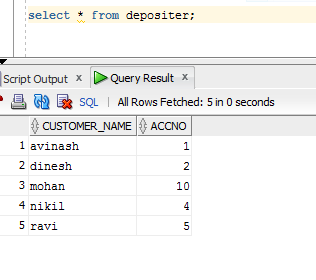 select * from depositer;
Script Output x Query Result x
SQL | All Rows Fetched: 5 in 0 seconds
CUSTOMER_NAME ACCNO
1 avinash 1
2 dinesh 2
3 mohan 10
4 nikil 4
5 ravi 5